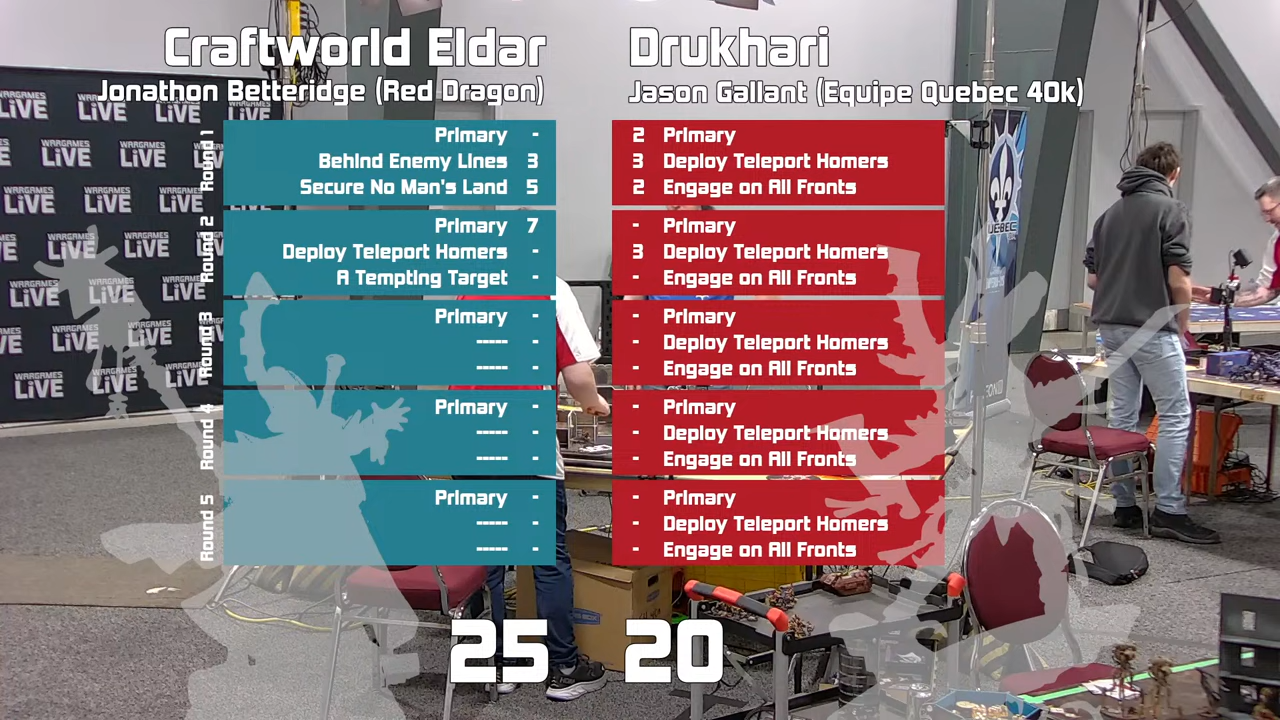 Craftworld Eldar
Jonathon Betteridge (Red Dragon)
Drukhari
Jason Gallant (Equipe Quebec 40k)
Round 1
Primary -
Behind Enemy Lines 3
Secure No Man's Land 5
2 Primary
3 Deploy Teleport Homers
2 Engage on All Fronts
Round 2
Primary 7
Deploy Teleport Homers -
A Tempting Target -
- Primary
3 Deploy Teleport Homers
- Engage on All Fronts
Round 3
Primary -
----- -
----- -
- Primary
- Deploy Teleport Homers
- Engage on All Fronts
Round 4
Primary -
----- -
----- -
- Primary
- Deploy Teleport Homers
- Engage on All Fronts
Round 5
Primary -
----- -
----- -
- Primary
- Deploy Teleport Homers
- Engage on All Fronts
25 20
WARGAMES
LiVE